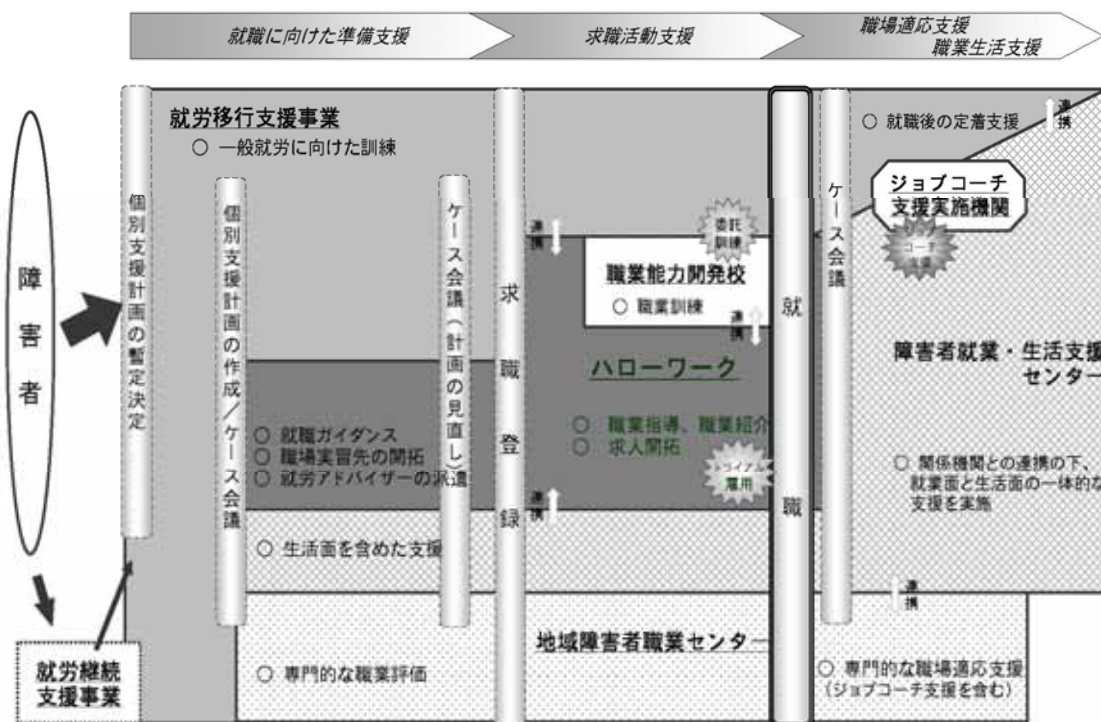 就職に向けた準備支援
求職活動支援
職場適応支援
職業生活支援
障害者
就労継続
支援事業
個別支援計画の暫定決定
就労移行支援事業
○ 一般就労に向けた訓練
個別支援計画の作成/ケース会議
ケース会議(計画の見直し)
求職登録
就職
ケース会議
○ 就職後の定着支援
連携
ジョブコーチ
支援実施機関
コーチ
連携
委託
訓練
職業能力開発校
○ 職業訓練
連携
ハローワーク
○ 職業指導、職業紹介
○ 求人開拓
トライアル
雇用
○ 就職ガイダンス
○ 職場実習先の開拓
○ 就労アドバイザーの派遣
連携
障害者就業・生活支援
センター
○ 関係機関との連携の下、
就業面と生活面の一体的な
支援を実施
○ 生活面を含めた支援
連携
地域障害者職業センター
○ 専門的な職業評価
○ 専門的な職場適応支援
(ジョブコーチ支援を含む)